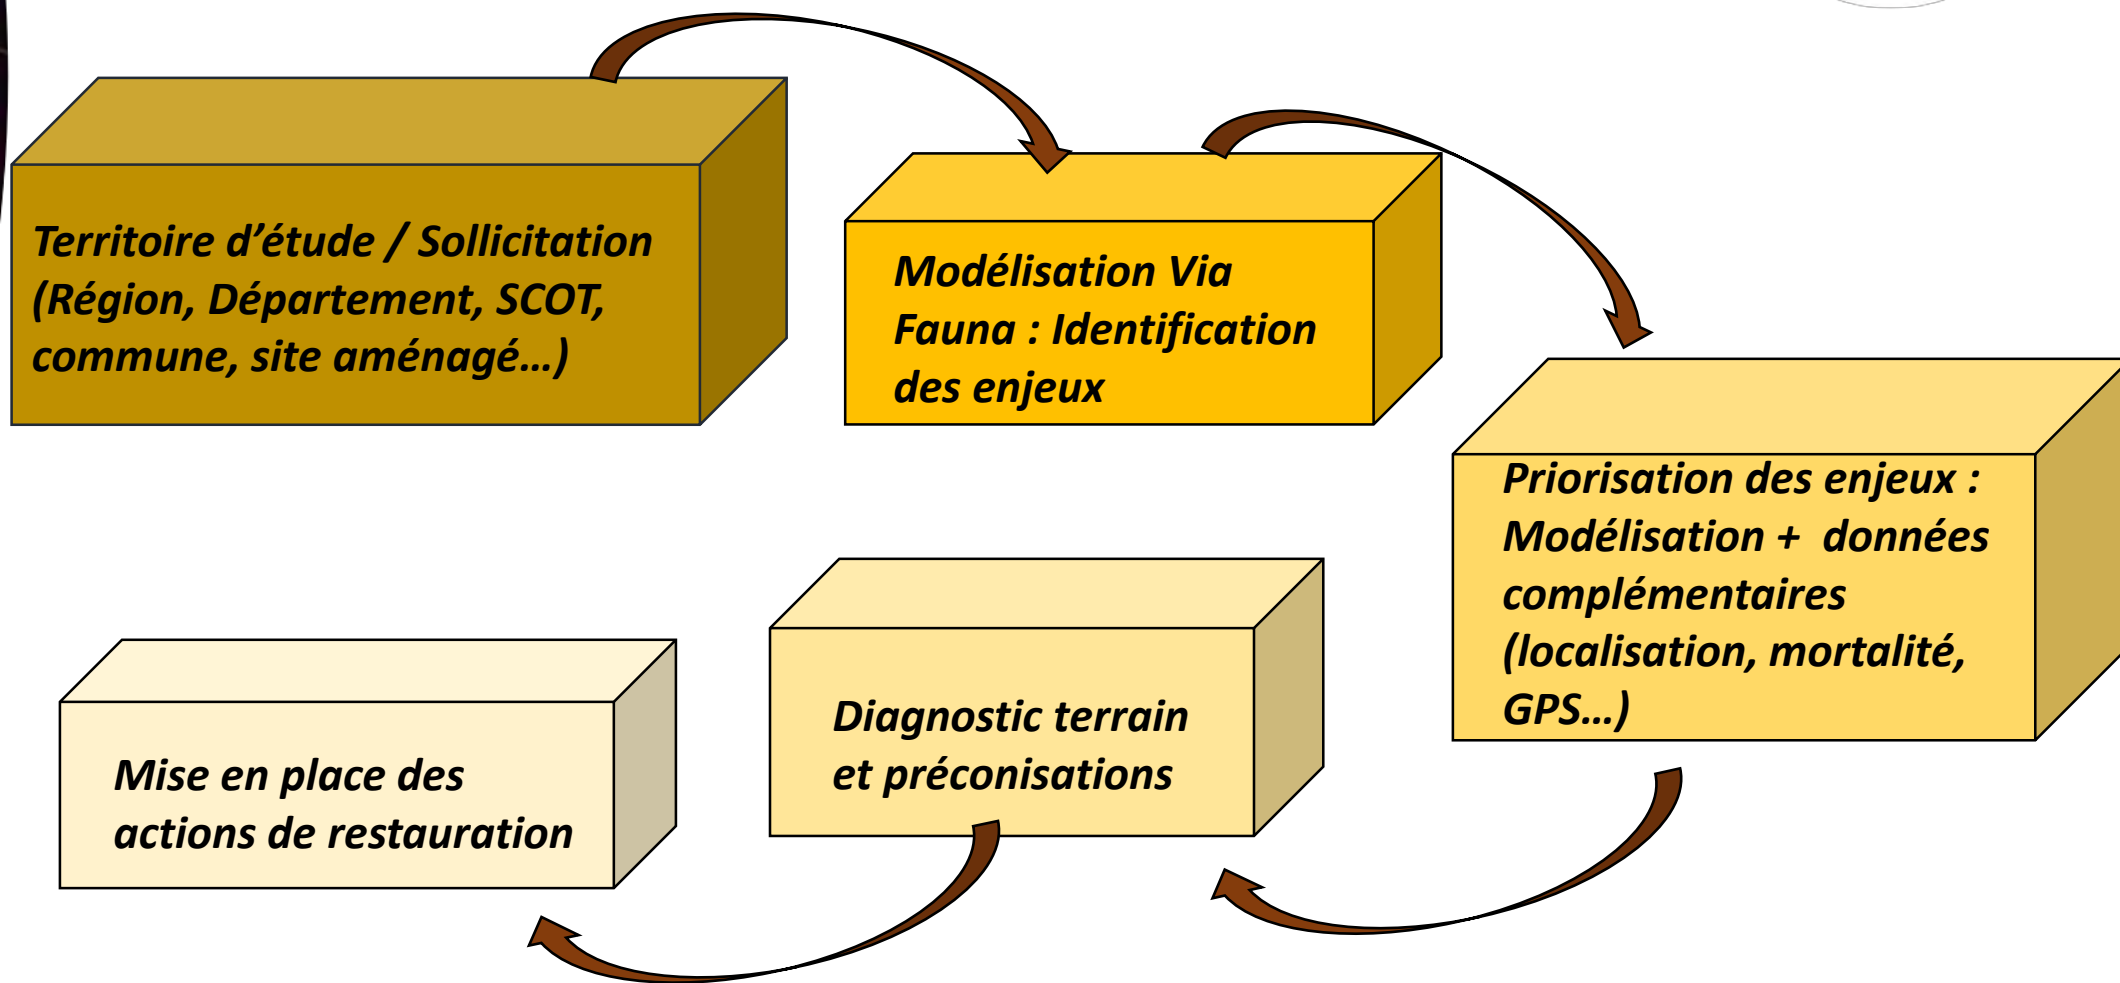 Territoire d’étude / Sollicitation
(Région, Département, SCOT,
commune, site aménagé…)
Modélisation Via
Fauna : Identification
des enjeux
Priorisation des enjeux :
Modélisation + données
complémentaires
(localisation, mortalité,
GPS…)
Diagnostic terrain
et préconisations
Mise en place des
actions de restauration